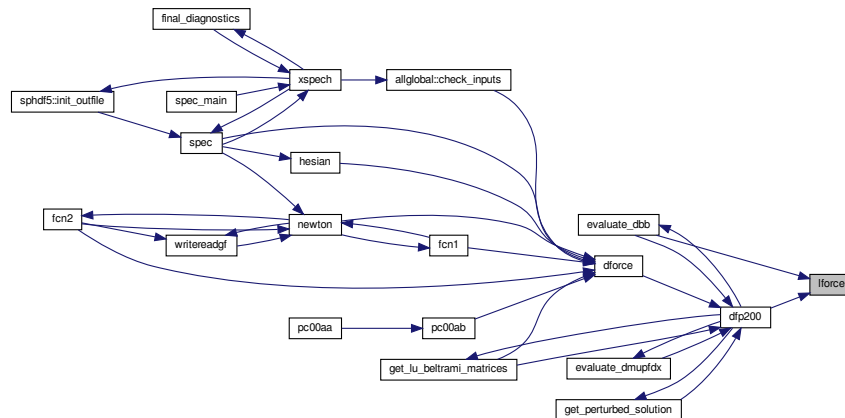 final_diagnostics
xspech
allglobal::check_inputs
sphdf5::init_outfile
spec_main
spec
hesian
fcn2
newton
writereadgf
fcn1
evaluate_dbb
dforce
lforce
dfp200
pc00aa
pc00ab
get_lu_beltrami_matrices
evaluate_dmupfdx
get_perturbed_solution